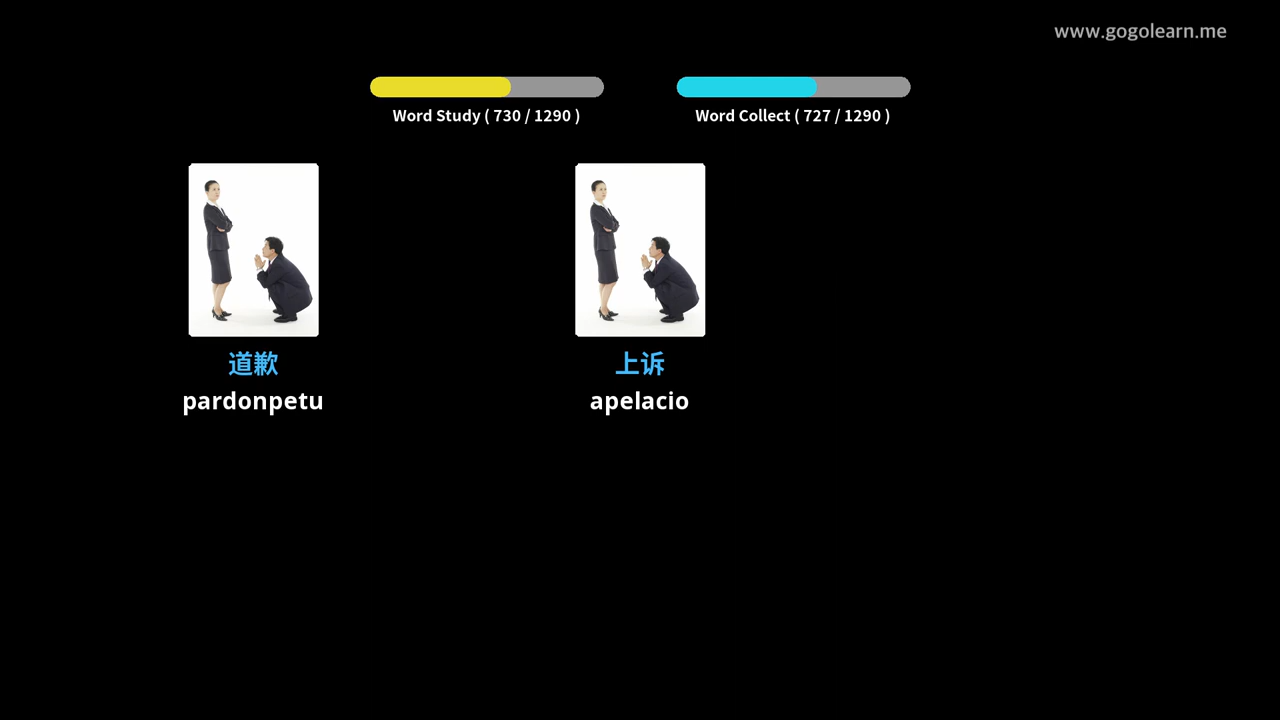 www.gogolearn.me
Word Study ( 730 / 1290 )
Word Collect ( 727 / 1290 )
道歉
上诉
pardonpetu
apelacio